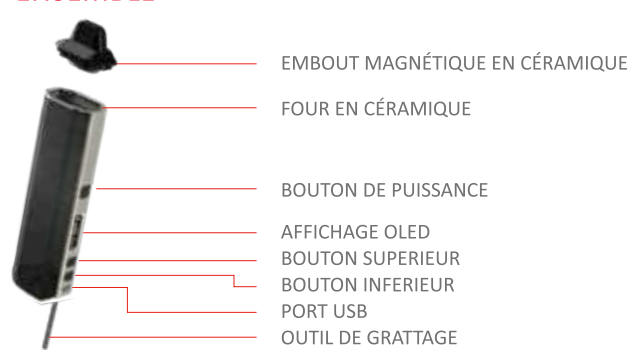 EMBOUT MAGNÉTIQUE EN CÉRAMIQUE
FOUR EN CÉRAMIQUE
BOUTON DE PUISSANCE
AFFICHAGE OLED
BOUTON SUPERIEUR
BOUTON INFERIEUR
PORT USB
OUTIL DE GRATTAGE